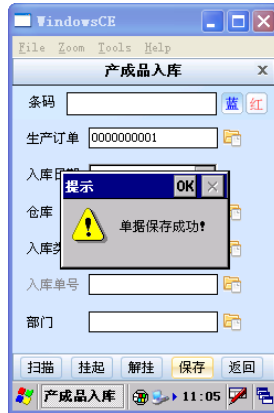 WindowsCE
File Zoom Tools Help
产成品入库 x
条码 蓝 红
生产订单 0000000001
入库日
提示 OK
仓库
单据保存成功!
入库类
入库单号
部门
扫描 挂起 解挂 保存 返回
产成品入库 11:05